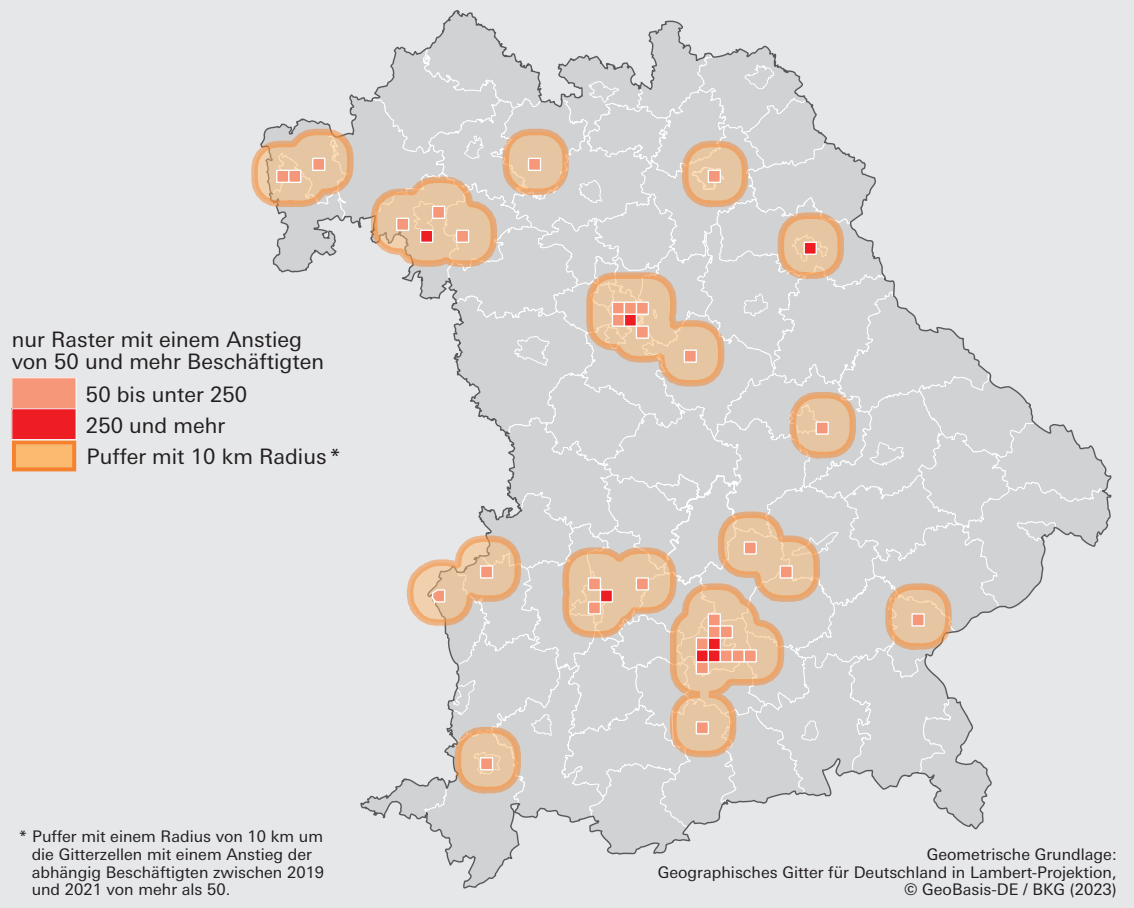 nur Raster mit einem Anstieg
von 50 und mehr Beschäftigten
50 bis unter 250
250 und mehr
Puffer mit 10 km Radius *
* Puffer mit einem Radius von 10 km um
die Gitterzellen mit einem Anstieg der
abhängig Beschäftigten zwischen 2019
und 2021 von mehr als 50.
Geometrische Grundlage:
Geographisches Gitter für Deutschland in Lambert-Projektion,
© GeoBasis-DE / BKG (2023)